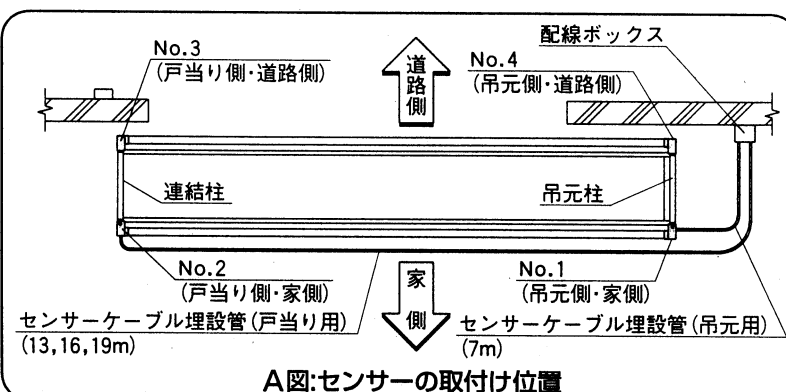 配線ボックス
No.3
(戸当り側・道路側)
道路側
No.4
(吊元側・道路側)
連結柱
吊元柱
No.2
(戸当り側・家側)
家側
No.1
(吊元側・家側)
センサーケーブル埋設管(戸当り用)
(13,16,19m)
センサーケーブル埋設管(吊元用)
(7m)
A図:センサーの取付け位置